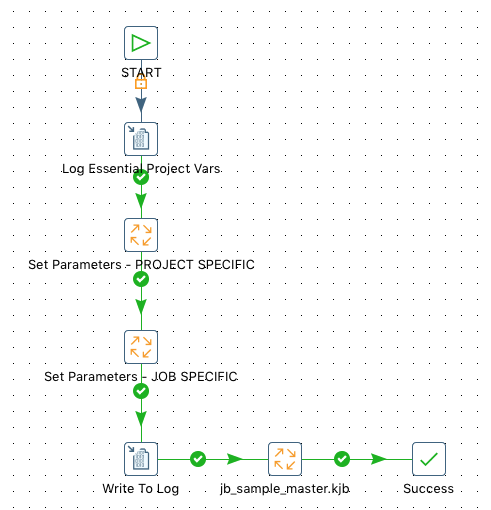 START
Log Essential Project Vars
Set Parameters - PROJECT SPECIFIC
Set Parameters - JOB SPECIFIC
Write To Log
jb_sample_master.kjb
Success